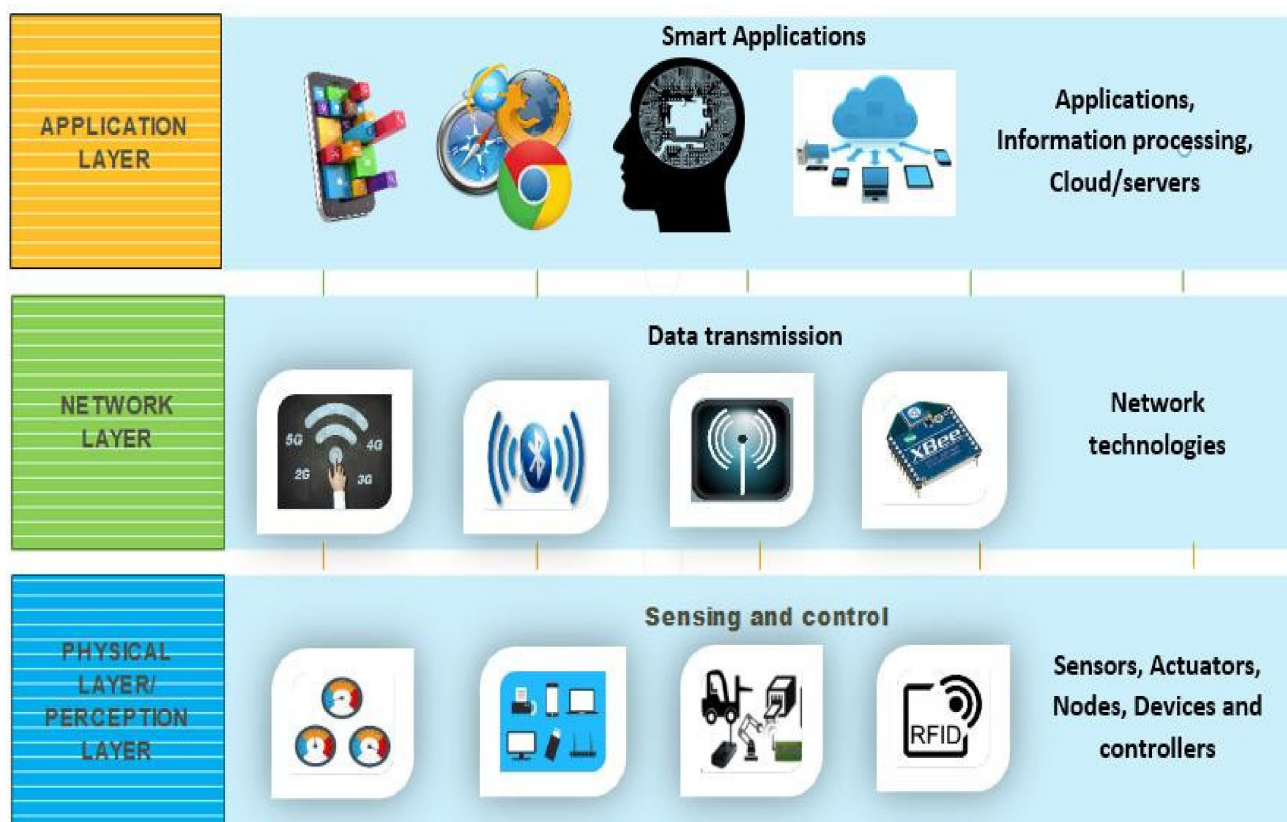 Smart Applications
APPLICATION
LAYER
Applications,
Information processing,
Cloud/servers
Data transmission
NETWORK
LAYER
5G
4G
2G
3G
xBee
Network
technologies
Sensing and control
PHYSICAL
LAYER/
PERCEPTION
LAYER
RFID
Sensors, Actuators,
Nodes, Devices and
controllers